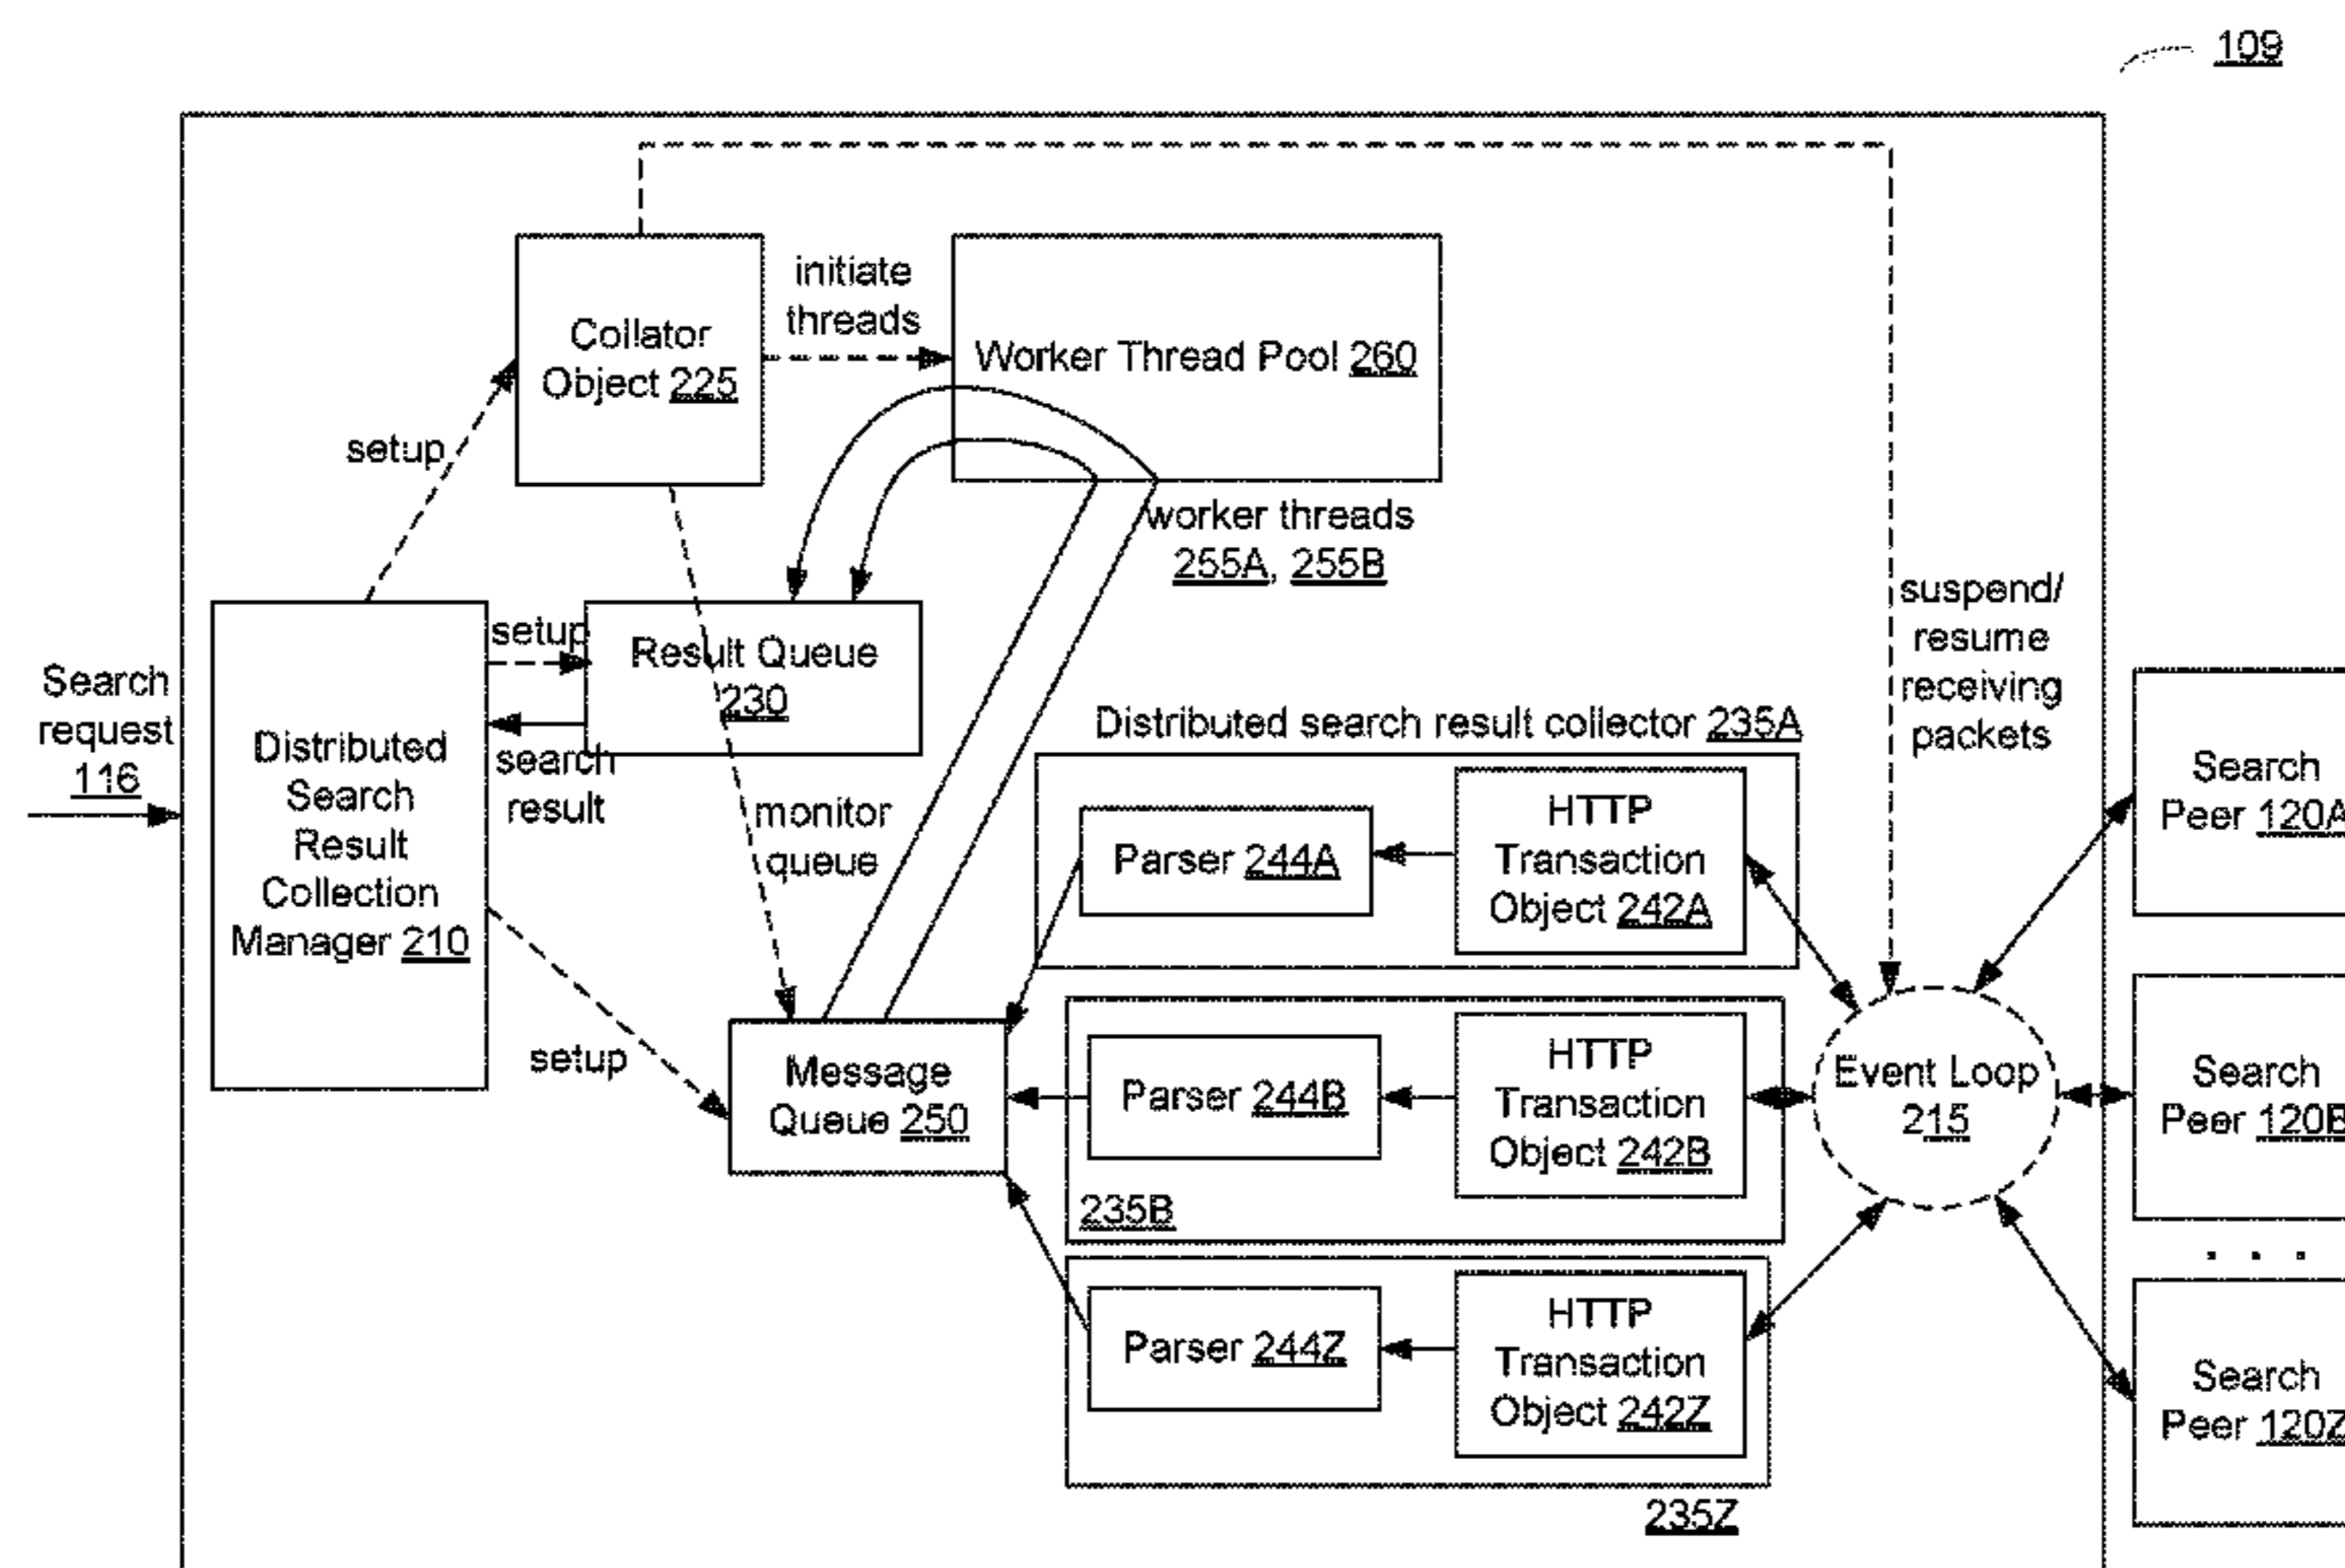 109
initiate
threads
Collator
Object 225
Worker Thread Pool 260
setup
worker threads
255A, 255B
suspend/
resume
receiving
packets
Search
request
116
setup
Result Queue
230
search
result
Distributed
Search
Result
Collection
Manager 210
monitor
queue
setup
Message
Queue 250
Distributed search result collector 235A
Parser 244A
HTTP
Transaction
Object 242A
Parser 244B
HTTP
Transaction
Object 242B
235B
Parser 244Z
HTTP
Transaction
Object 242Z
235Z
Event Loop
215
Search
Peer 120A
Search
Peer 120B
. . .
Search
Peer 120Z